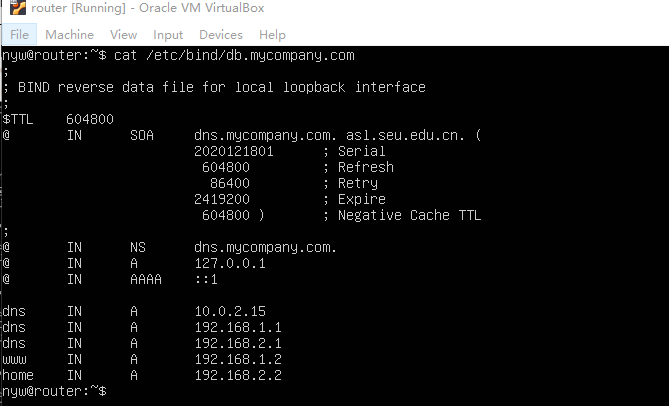 router [Running] - Oracle VM VirtualBox
File Machine View Input Devices Help
nyw@router:~$ cat /etc/bind/db.mycompany.com
;
; BIND reverse data file for local loopback interface
;
$TTL 604800
@ IN SOA dns.mycompany.com. asl.seu.edu.cn. (
2020121801 ; Serial
604800 ; Refresh
86400 ; Retry
2419200 ; Expire
604800 ) ; Negative Cache TTL
;
@ IN NS dns.mycompany.com.
@ IN A 127.0.0.1
@ IN AAAA ::1
dns IN A 10.0.2.15
dns IN A 192.168.1.1
dns IN A 192.168.2.1
www IN A 192.168.1.2
home IN A 192.168.2.2
nyw@router:~$